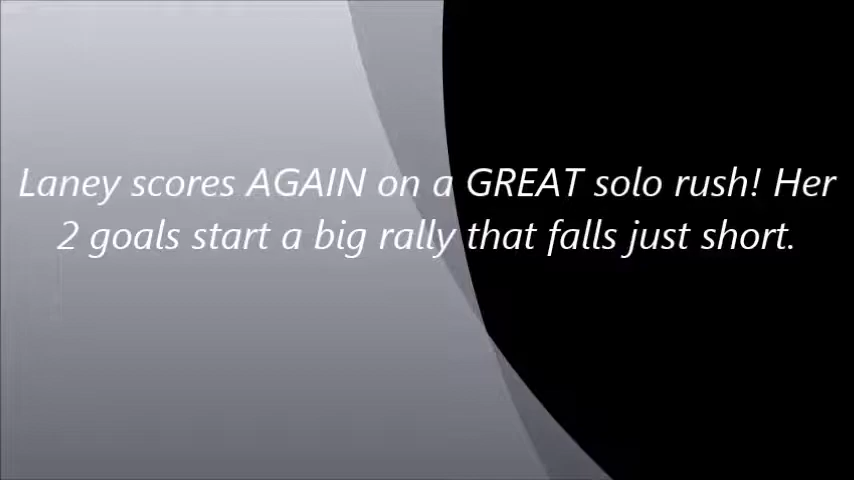 Laney scores AGAIN on a GREAT solo rush! Her
2 goals start a big rally that falls just short.